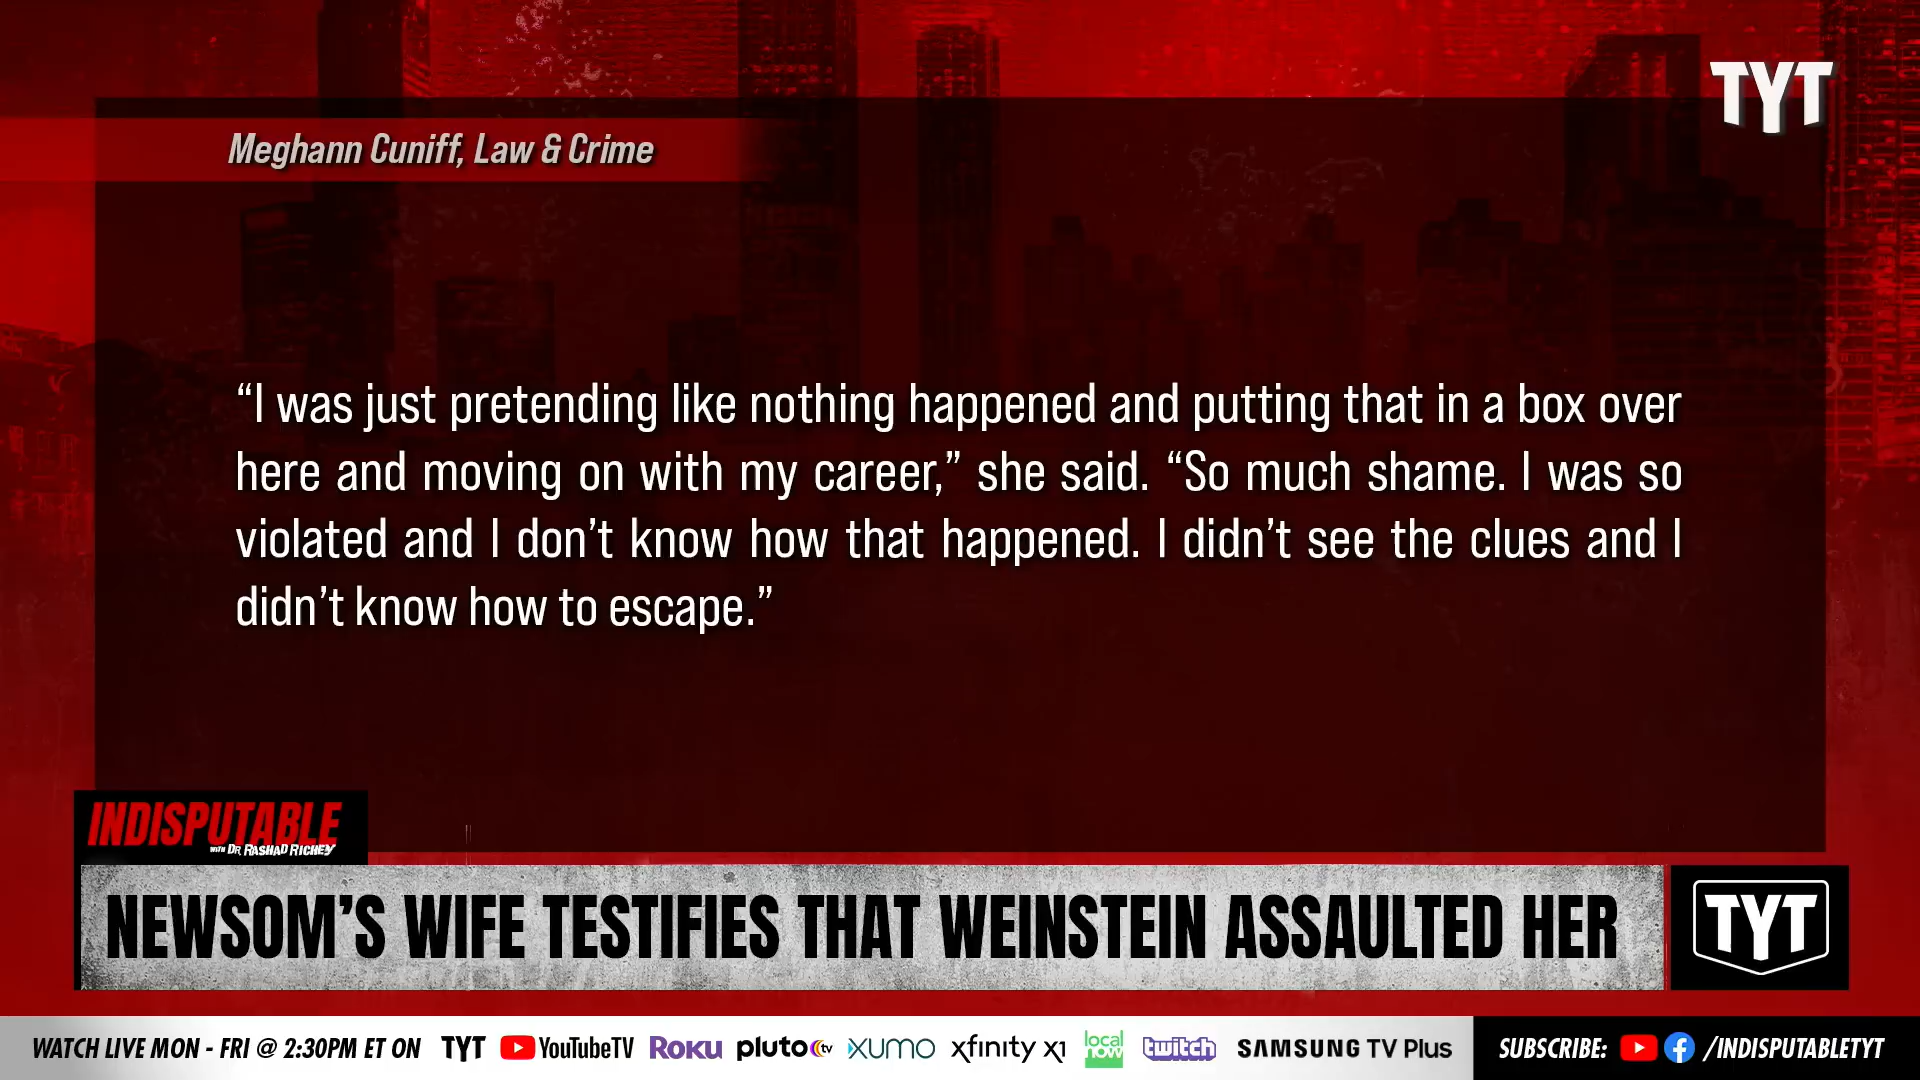 TYT
Meghann Cuniff, Law & Crime
“I was just pretending like nothing happened and putting that in a box over
here and moving on with my career,” she said. “So much shame. I was so
violated and I don’t know how that happened. I didn’t see the clues and I
didn’t know how to escape.”
INDISPUTABLE
WITH DR RASHAD RICHEY
NEWSOM’S WIFE TESTIFIES THAT WEINSTEIN ASSAULTED HER
TYT
WATCH LIVE MON - FRI @ 2:30PM ET ON TYT YouTubeTV ROKU pluto tv XUMO xfinity X1 local now twitch SAMSUNG TV Plus SUBSCRIBE: /INDISPUTABLETYT